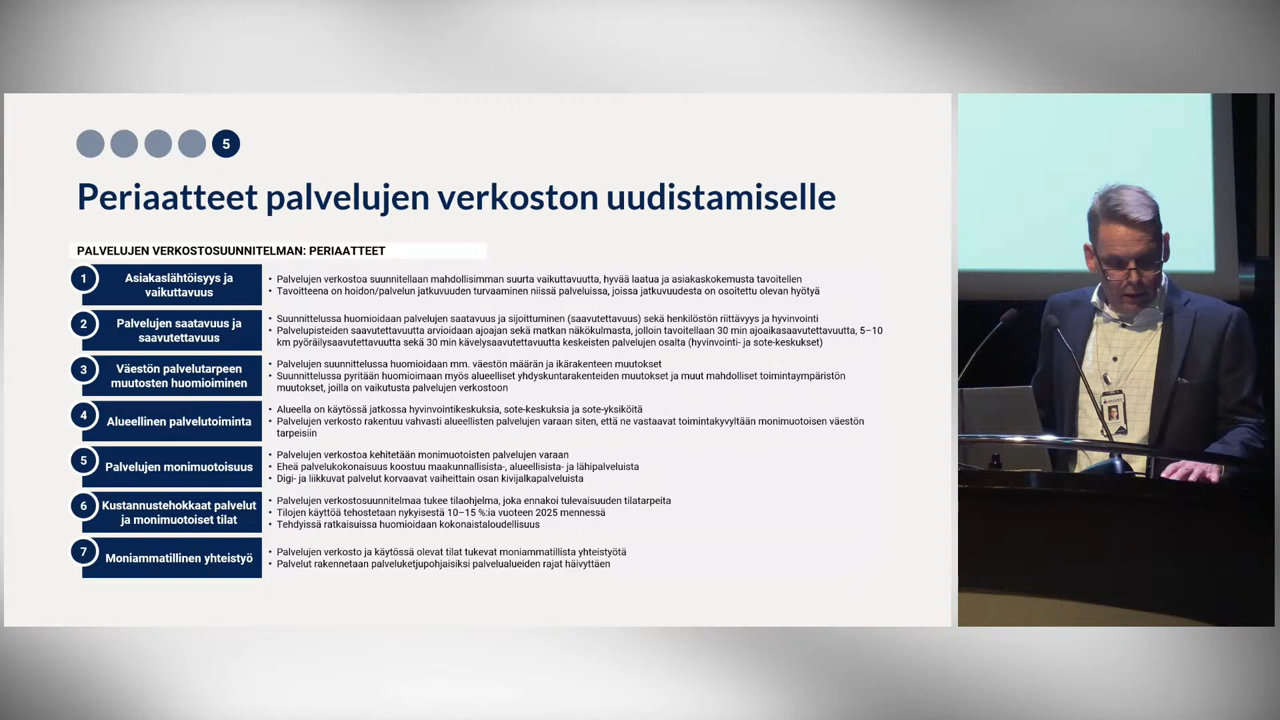 5
Periaatteet palvelujen verkoston uudistamiselle
PALVELUJEN VERKOSTOSUUNNITELMAN: PERIAATTEET
1
Asiakaslähtöisyys ja
vaikuttavuus
• Palvelujen verkostoa suunnitellaan mahdollisimman suurta vaikuttavuutta, hyvää laatua ja asiakaskokemusta tavoitellen
• Tavoitteena on hoidon/palvelun jatkuvuuden turvaaminen niissä palveluissa, joissa jatkuvuudesta on osoitettu olevan hyötyä
2
Palvelujen saatavuus ja
saavutettavuus
• Suunnittelussa huomioidaan palvelujen saatavuus ja sijoittuminen (saavutettavuus) sekä henkilöstön riittävyys ja hyvinvointi
• Palvelupisteiden saavutettavuutta arvioidaan ajoajan sekä matkan näkökulmasta, jolloin tavoitellaan 30 min ajoaikasaavutettavuutta, 5–10
km pyöräilysaavutettavuutta sekä 30 min kävelysaavutettavuutta keskeisten palvelujen osalta (hyvinvointi- ja sote-keskukset)
3
Väestön palvelutarpeen
muutosten huomioiminen
• Palvelujen suunnittelussa huomioidaan mm. väestön määrän ja ikärakenteen muutokset
• Suunnittelussa pyritään huomioimaan myös alueelliset yhdyskuntarakenteiden muutokset ja muut mahdolliset toimintaympäristön
muutokset, joilla on vaikutusta palvelujen verkostoon
4
Alueellinen palvelutoiminta
• Alueella on käytössä jatkossa hyvinvointikeskuksia, sote-keskuksia ja sote-yksiköitä
• Palvelujen verkosto rakentuu vahvasti alueellisten palvelujen varaan siten, että ne vastaavat toimintakyvyltään monimuotoisen väestön
tarpeisiin
5
Palvelujen monimuotoisuus
• Palvelujen verkostoa kehitetään monimuotoisten palvelujen varaan
• Eheä palvelukokonaisuus koostuu maakunnallisista-, alueellisista- ja lähipalveluista
• Digi- ja liikkuvat palvelut korvaavat vaiheittain osan kivijalkapalveluista
6
Kustannustehokkaat palvelut
ja monimuotoiset tilat
• Palvelujen verkostosuunnitelmaa tukee tilaohjelma, joka ennakoi tulevaisuuden tilatarpeita
• Tilojen käyttöä tehostetaan nykyisestä 10–15 %:ia vuoteen 2025 mennessä
• Tehdyissä ratkaisuissa huomioidaan kokonaistaloudellisuus
7
Moniammatillinen yhteistyö
• Palvelujen verkosto ja käytössä olevat tilat tukevat moniammatillista yhteistyötä
• Palvelut rakennetaan palveluketjupohjaisiksi palvelualueiden rajat häivyttäen